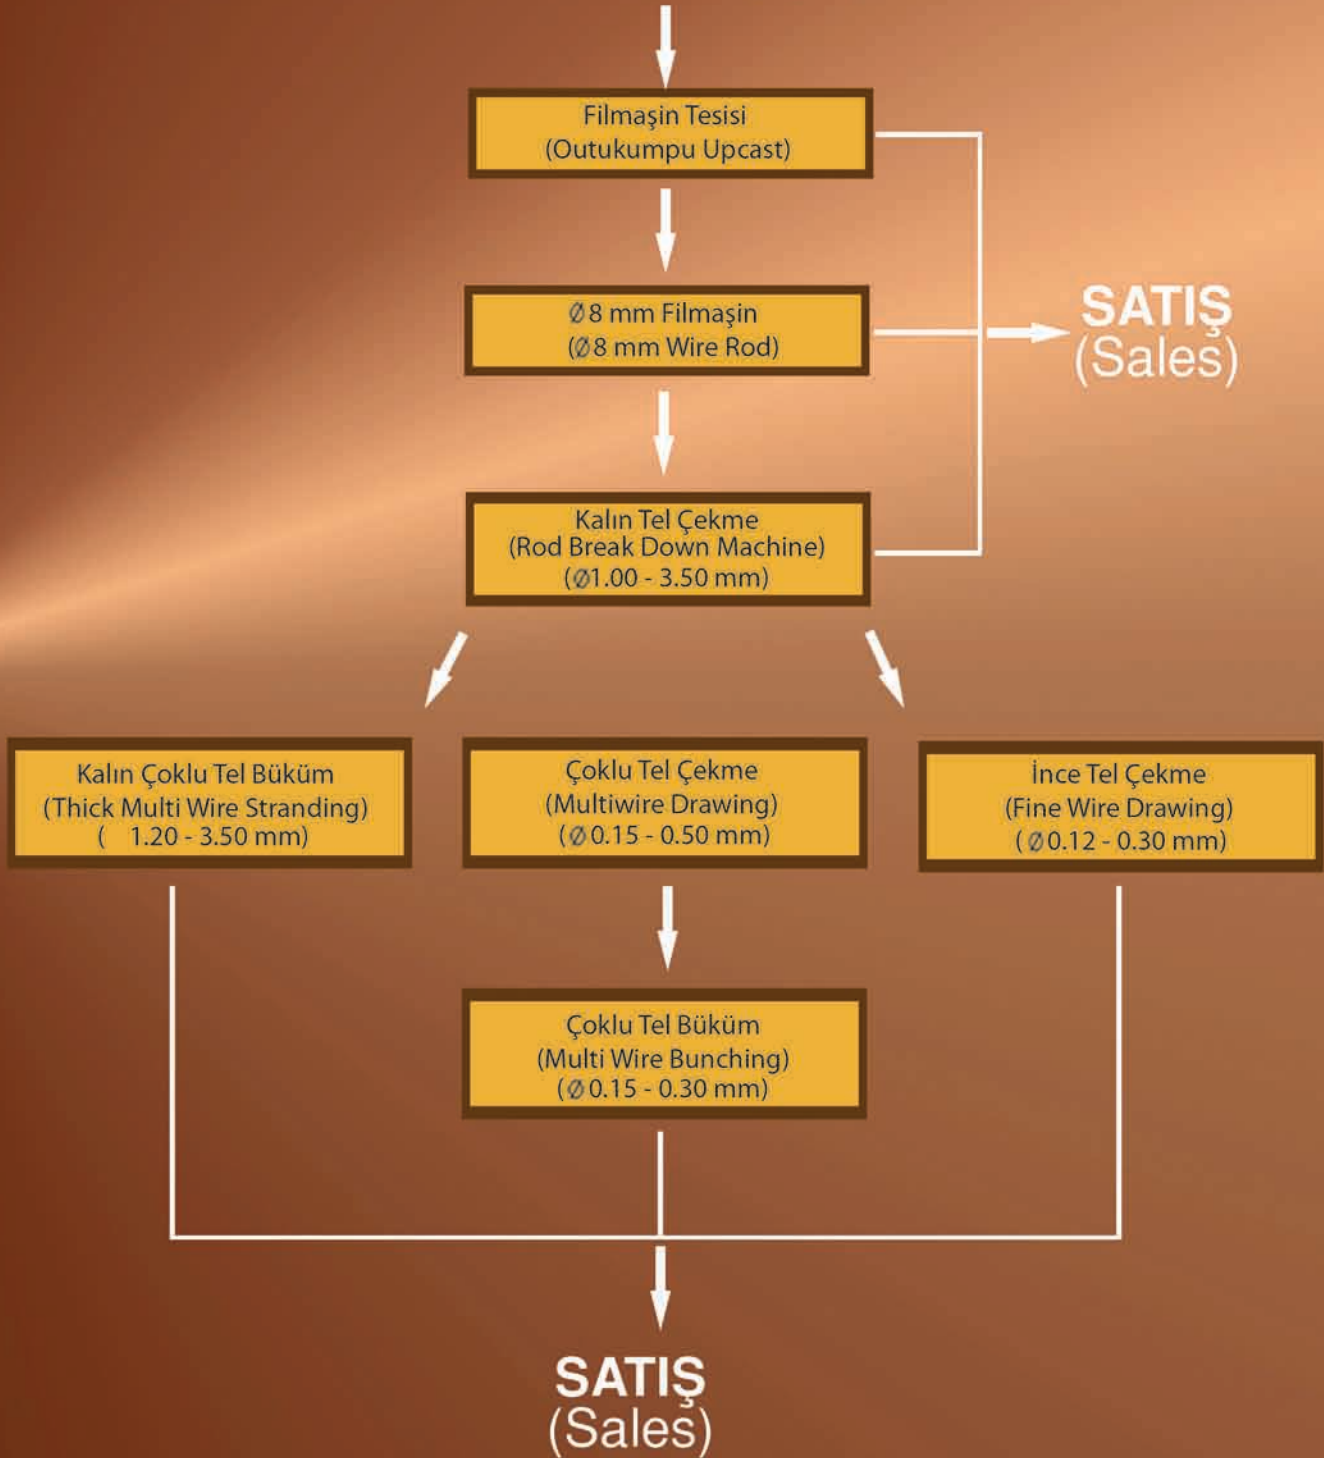 Filmaşin Tesisi
(Outukumpu Upcast)
Ø8 mm Filmaşin
(Ø8 mm Wire Rod)
SATIŞ
(Sales)
Kalın Tel Çekme
(Rod Break Down Machine)
(Ø1.00 - 3.50 mm)
Kalın Çoklu Tel Büküm
(Thick Multi Wire Stranding)
( 1.20 - 3.50 mm)
Çoklu Tel Çekme
(Multiwire Drawing)
(Ø0.15 - 0.50 mm)
İnce Tel Çekme
(Fine Wire Drawing)
(Ø0.12 - 0.30 mm)
Çoklu Tel Büküm
(Multi Wire Bunching)
(Ø0.15 - 0.30 mm)
SATIŞ
(Sales)